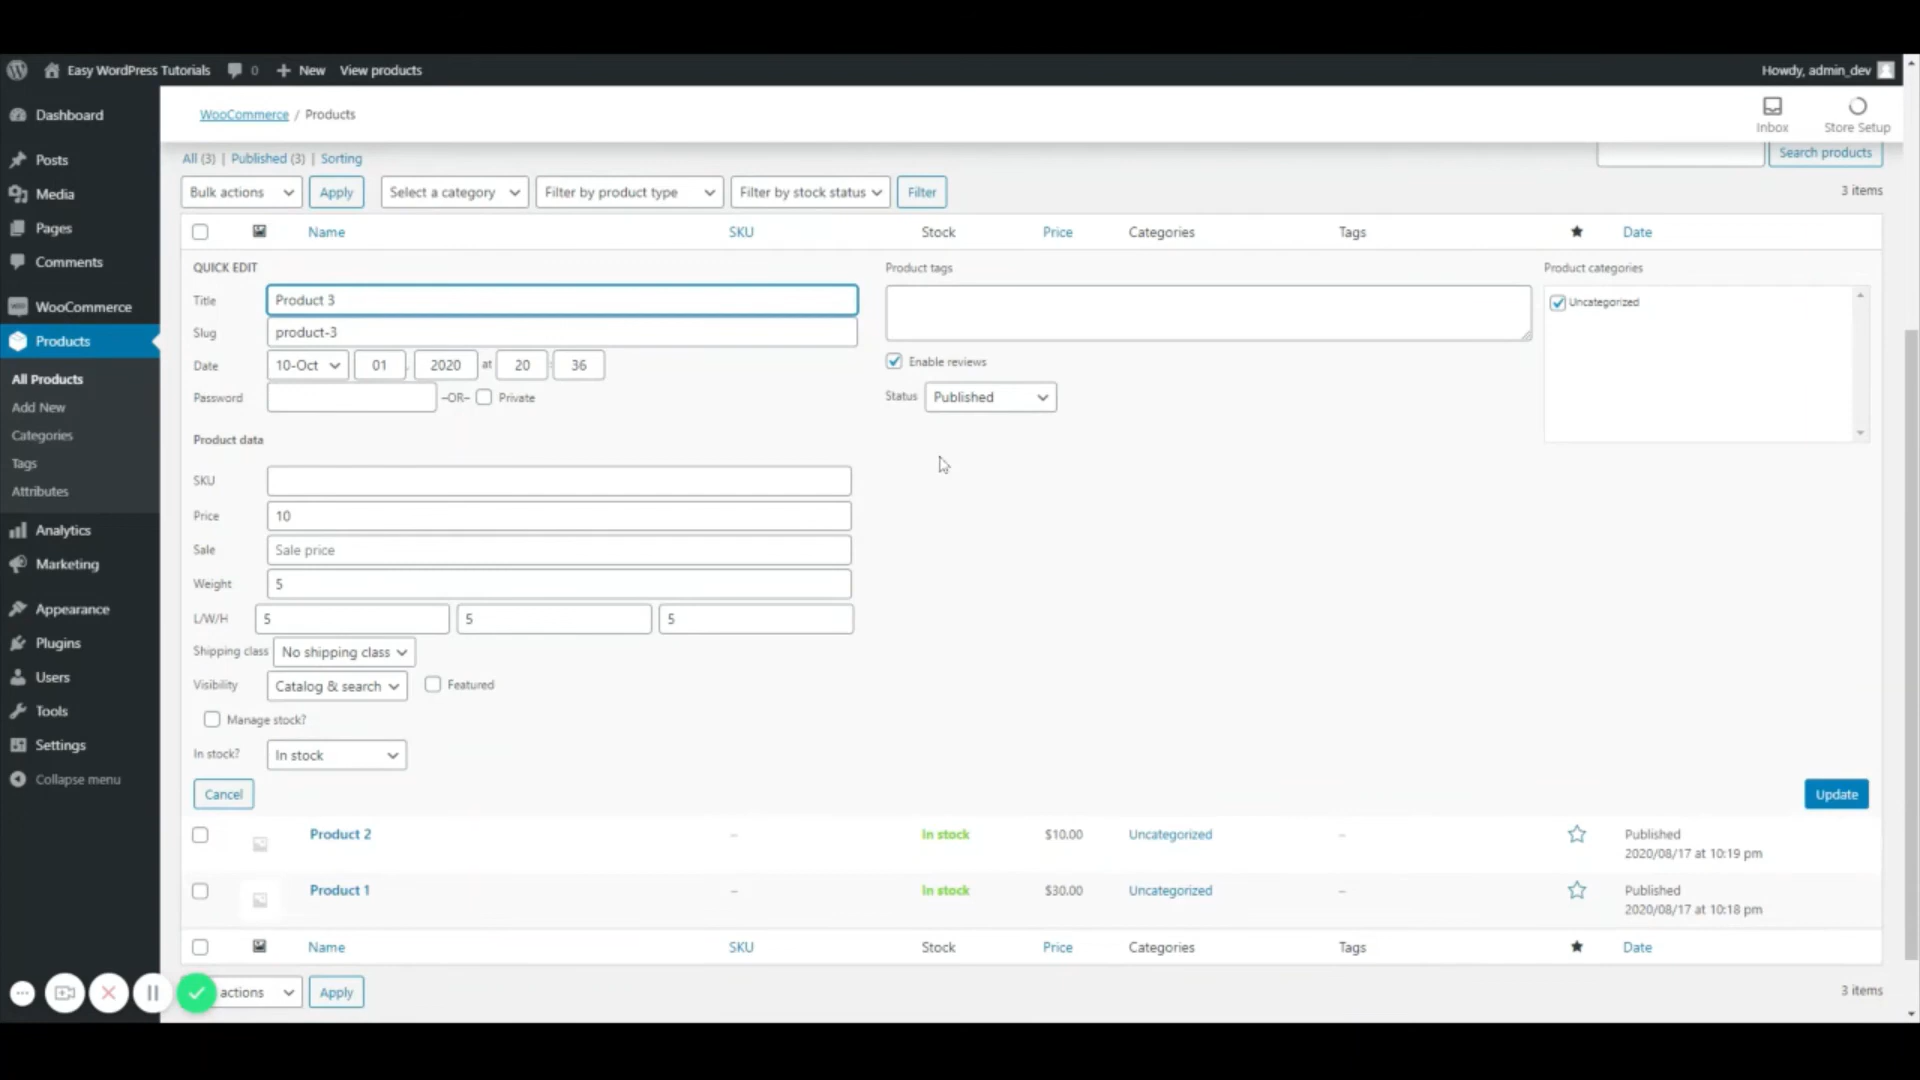 Easy WordPress Tutorials 0 New View products Howdy, admin_dev
Dashboard
Posts
Media
Pages
Comments
WooCommerce
Products
All Products
Add New
Categories
Tags
Attributes
Analytics
Marketing
Appearance
Plugins
Users
Tools
Settings
Collapse menu
WooCommerce / Products
Inbox
Store Setup
All (3) | Published (3) | Sorting
Search products
Bulk actions Apply Select a category Filter by product type Filter by stock status Filter 3 items
Name SKU Stock Price Categories Tags Date
QUICK EDIT
Title Product 3
Slug product-3
Date 10-Oct 01 , 2020 at 20 : 36
Password –OR– Private
Product tags
Enable reviews
Status Published
Product categories
Uncategorized
Product data
SKU
Price 10
Sale Sale price
Weight 5
L/W/H 5 5 5
Shipping class No shipping class
Visibility Catalog & search Featured
Manage stock?
In stock? In stock
Cancel Update
Product 2 – In stock $10.00 Uncategorized – Published
2020/08/17 at 10:19 pm
Product 1 – In stock $30.00 Uncategorized – Published
2020/08/17 at 10:18 pm
Name SKU Stock Price Categories Tags Date
actions Apply 3 items